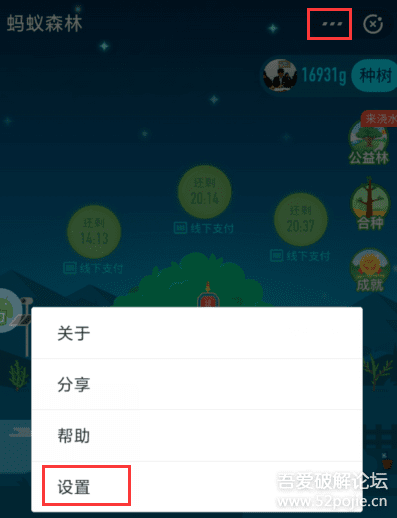 蚂蚁森林
16931g 种树
来浇水
公益林
还剩
20:14
线下支付
还剩
14:13
线下支付
还剩
20:37
线下支付
合种
成就
关于
分享
帮助
设置
吾爱破解论坛
www.52pojie.cn